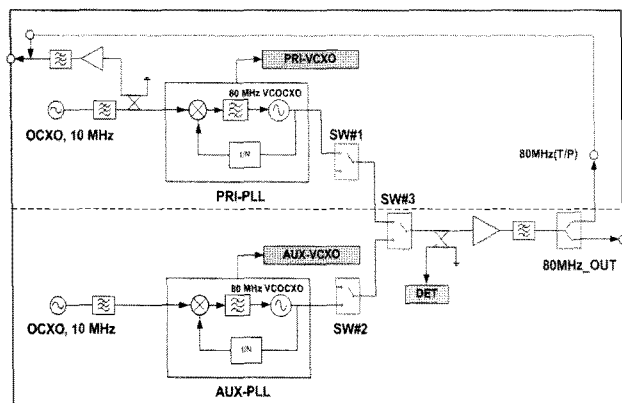 PRI-VCXO
80 MHz VCOCXO
OCXO, 10 MHz
1/N
PRI-PLL
SW#1
80MHz(T/P)
SW#3
AUX-VCXO
80 MHz VCOCXO
80MHz_OUT
OCXO, 10 MHz
DET
SW#2
1/N
AUX-PLL